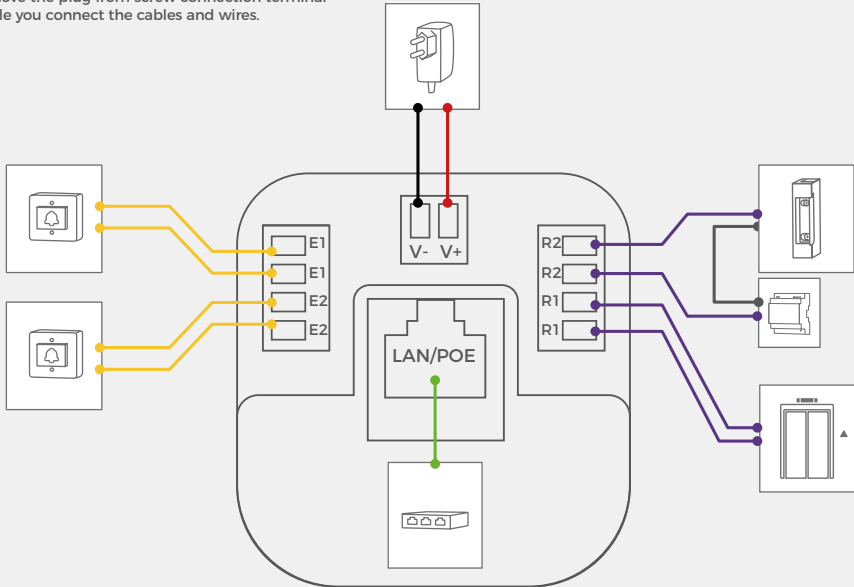 ove the plug from screw connection terminal
le you connect the cables and wires.
V- V+
E1
E1
E2
E2
R2
R2
R1
R1
LAN/POE